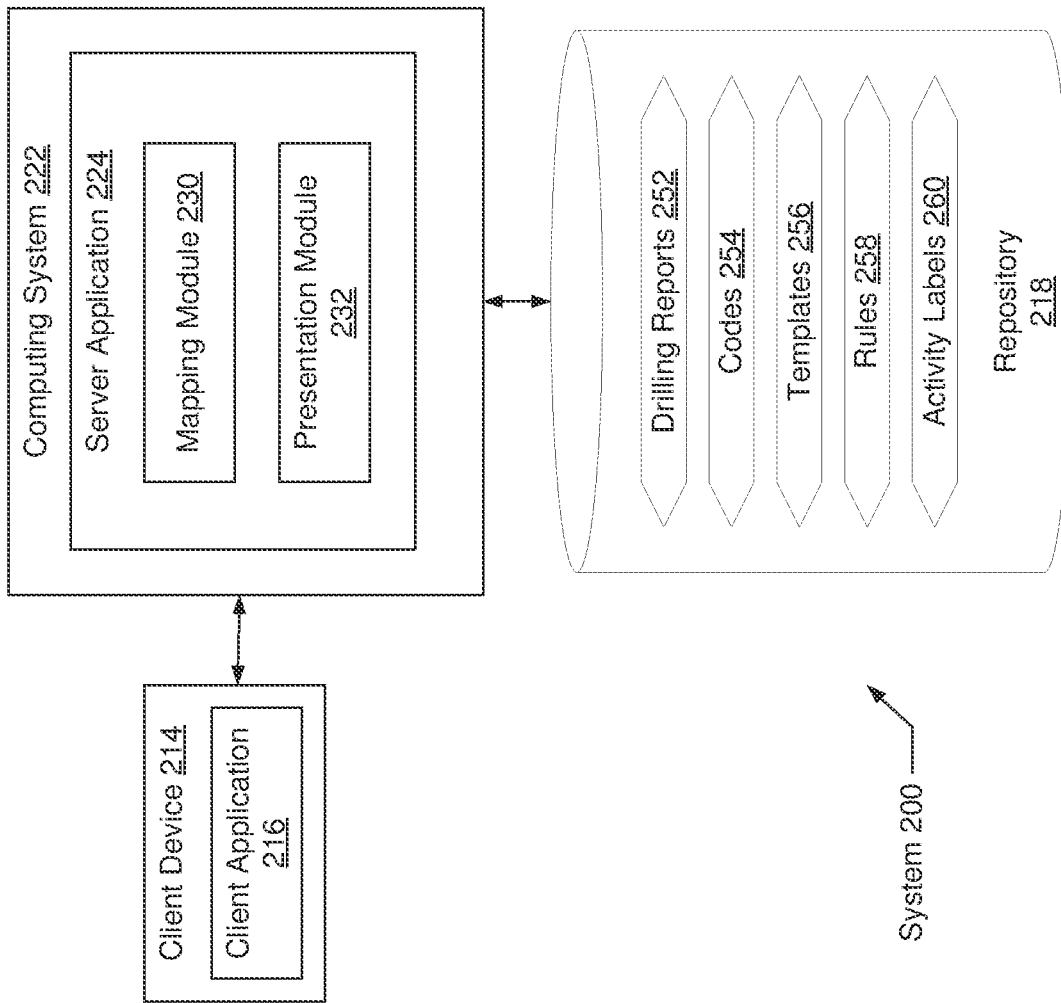 Client Device 214
Client Application
216
Computing System 222
Server Application 224
Mapping Module 230
Presentation Module
232
Drilling Reports 252
Codes 254
Templates 256
Rules 258
Activity Labels 260
Repository
218
System 200